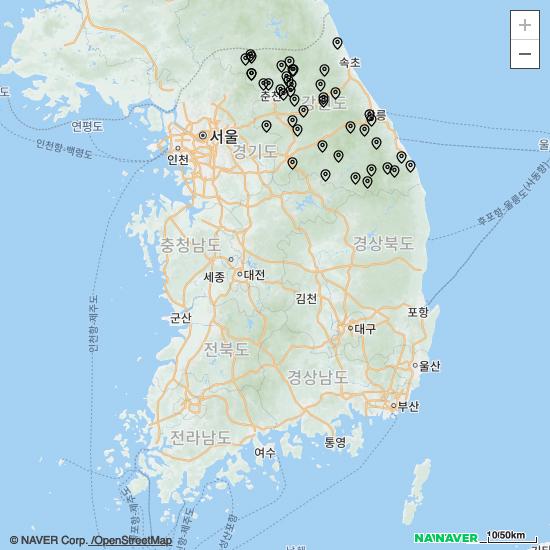 +
−
속초
춘천
강원도
강릉
연평도
서울
인천항-백령도
인천
경기도
울
후포항-울릉도(사동항)
충청남도
경상북도
세종
대전
인천항-제주도
김천
군산
포항
전북도
대구
경상남도
울산
부산
전라남도
여수
통영
© NAVER Corp. /OpenStreetMap
NAVER
10/50km